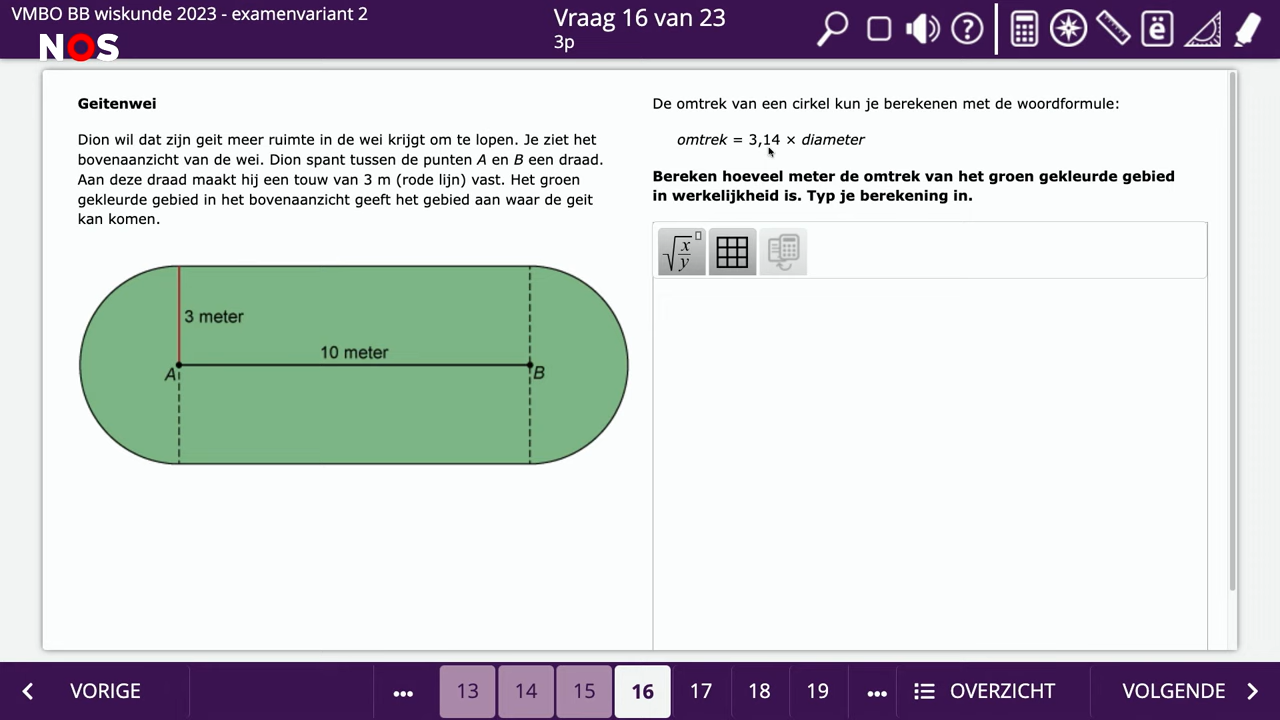 VMBO BB wiskunde 2023 - examenvariant 2
NOS
Vraag 16 van 23
3p
Geitenwei
Dion wil dat zijn geit meer ruimte in de wei krijgt om te lopen. Je ziet het
bovenaanzicht van de wei. Dion spant tussen de punten A en B een draad.
Aan deze draad maakt hij een touw van 3 m (rode lijn) vast. Het groen
gekleurde gebied in het bovenaanzicht geeft het gebied aan waar de geit
kan komen.
3 meter
10 meter
A
B
De omtrek van een cirkel kun je berekenen met de woordformule:
omtrek = 3,14 × diameter
Bereken hoeveel meter de omtrek van het groen gekleurde gebied
in werkelijkheid is. Typ je berekening in.
√x/y
VORIGE
...
13
14
15
16
17
18
19
...
OVERZICHT
VOLGENDE